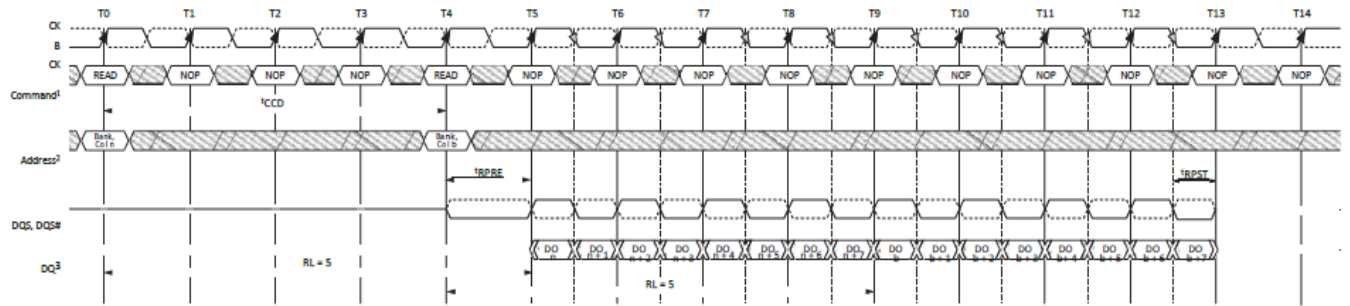 T0 T1 T2 T3 T4 T5 T6 T7 T8 T9 T10 T11 T12 T13 T14
CK
B
CK
READ NOP NOP NOP READ NOP NOP NOP NOP NOP NOP NOP NOP NOP NOP
Command1
tCCD
Bank, Col n
Bank, Col b
Address2
tRPRE
tRPST
DQS, DQS#
DO n DO n + 1 DO n + 2 DO n + 3 DO n + 4 DO n + 5 DO n + 6 DO n + 7 DO b DO b + 1 DO b + 2 DO b + 3 DO b + 4 DO b + 5 DO b + 6 DO b + 7
DQ3
RL = 5
RL = 5